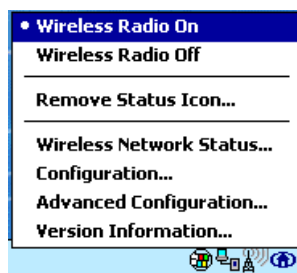 Wireless Radio On
Wireless Radio Off
Remove Status Icon...
Wireless Network Status...
Configuration...
Advanced Configuration...
Version Information...